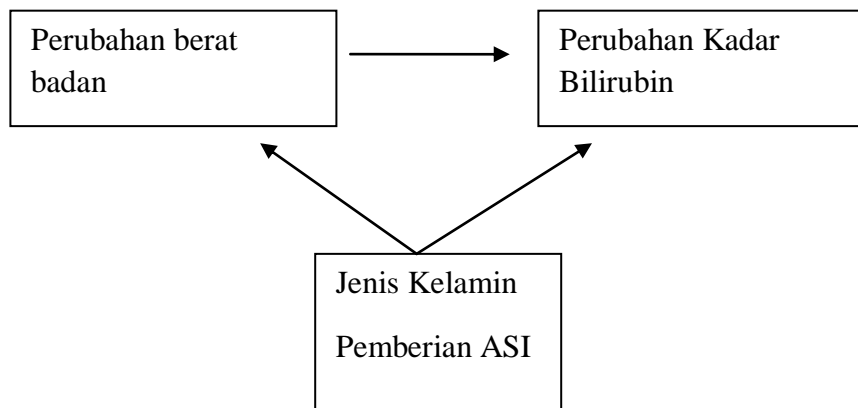 Perubahan berat
badan
Perubahan Kadar
Bilirubin
Jenis Kelamin
Pemberian ASI